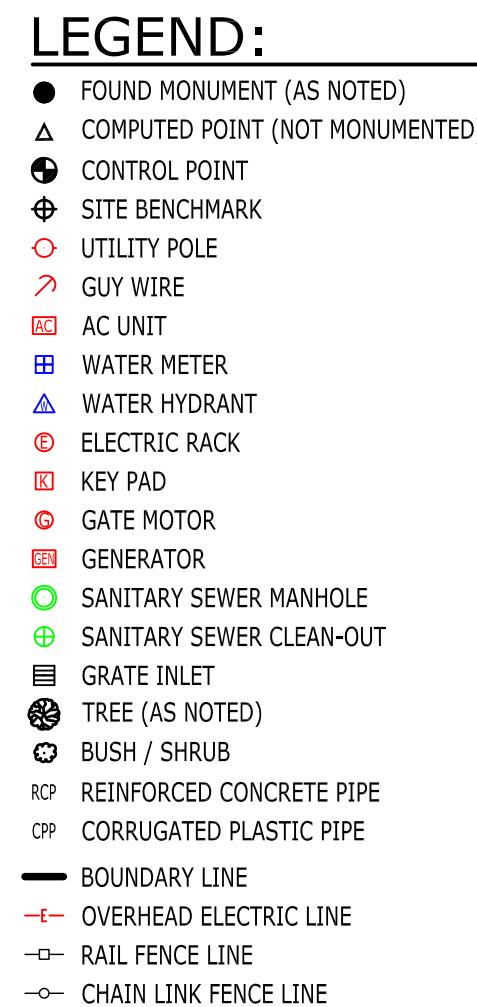 LEGEND:
FOUND MONUMENT (AS NOTED)
COMPUTED POINT (NOT MONUMENTED)
CONTROL POINT
SITE BENCHMARK
UTILITY POLE
GUY WIRE
AC AC UNIT
WATER METER
W WATER HYDRANT
E ELECTRIC RACK
K KEY PAD
G GATE MOTOR
GEN GENERATOR
SANITARY SEWER MANHOLE
SANITARY SEWER CLEAN-OUT
GRATE INLET
TREE (AS NOTED)
BUSH / SHRUB
RCP REINFORCED CONCRETE PIPE
CPP CORRUGATED PLASTIC PIPE
BOUNDARY LINE
E OVERHEAD ELECTRIC LINE
RAIL FENCE LINE
CHAIN LINK FENCE LINE